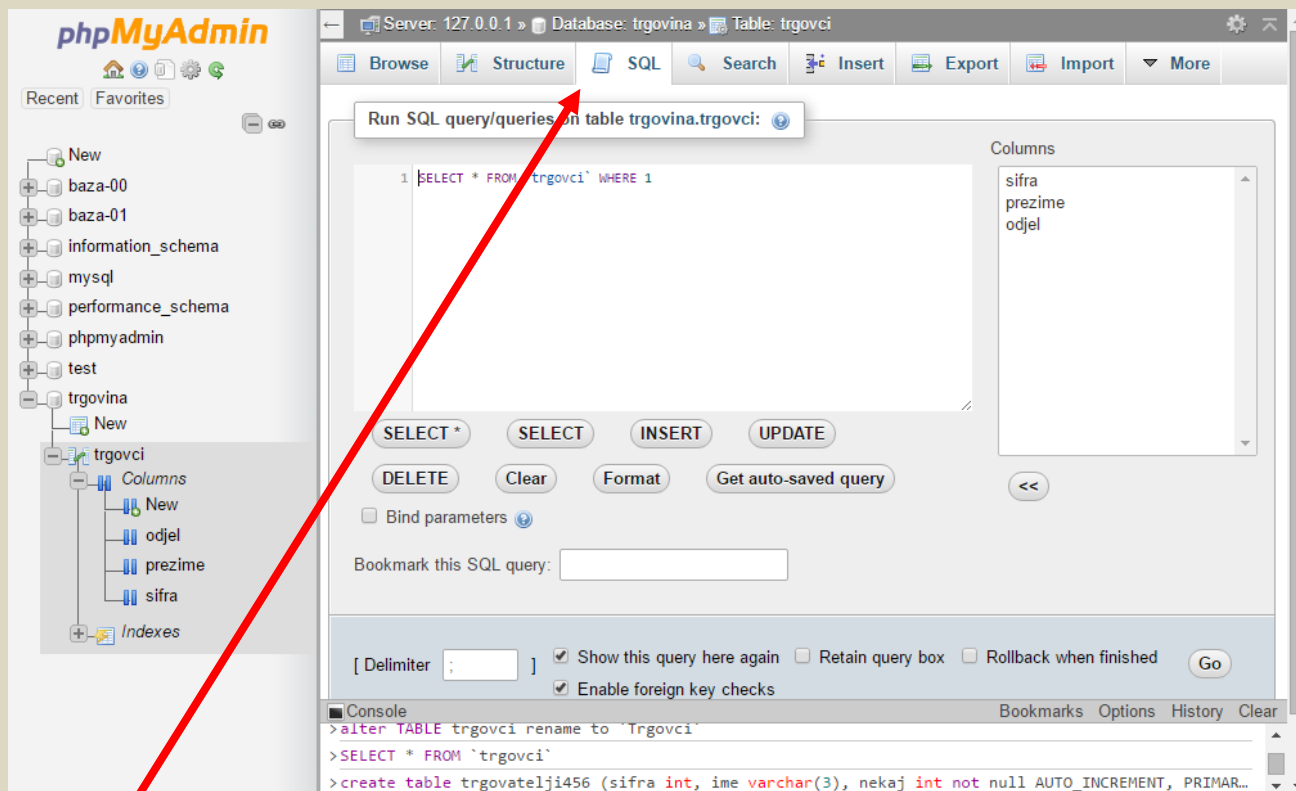 phpMyAdmin
Recent Favorites
New
baza-00
baza-01
information_schema
mysql
performance_schema
phpmyadmin
test
trgovina
New
trgovci
Columns
New
odjel
prezime
sifra
Indexes
Server: 127.0.0.1 » Database: trgovina » Table: trgovci
Browse Structure SQL Search Insert Export Import More
Run SQL query/queries on table trgovina.trgovci:
Columns
1 SELECT * FROM `trgovci` WHERE 1
sifra
prezime
odjel
SELECT * SELECT INSERT UPDATE
DELETE Clear Format Get auto-saved query
<<
Bind parameters
Bookmark this SQL query:
[ Delimiter ; ] Show this query here again Retain query box Rollback when finished Go
Enable foreign key checks
Console Bookmarks Options History Clear
>alter TABLE trgovci rename to `Trgovci`
>SELECT * FROM `trgovci`
>create table trgovatelji456 (sifra int, ime varchar(3), nekaj int not null AUTO_INCREMENT, PRIMAR…